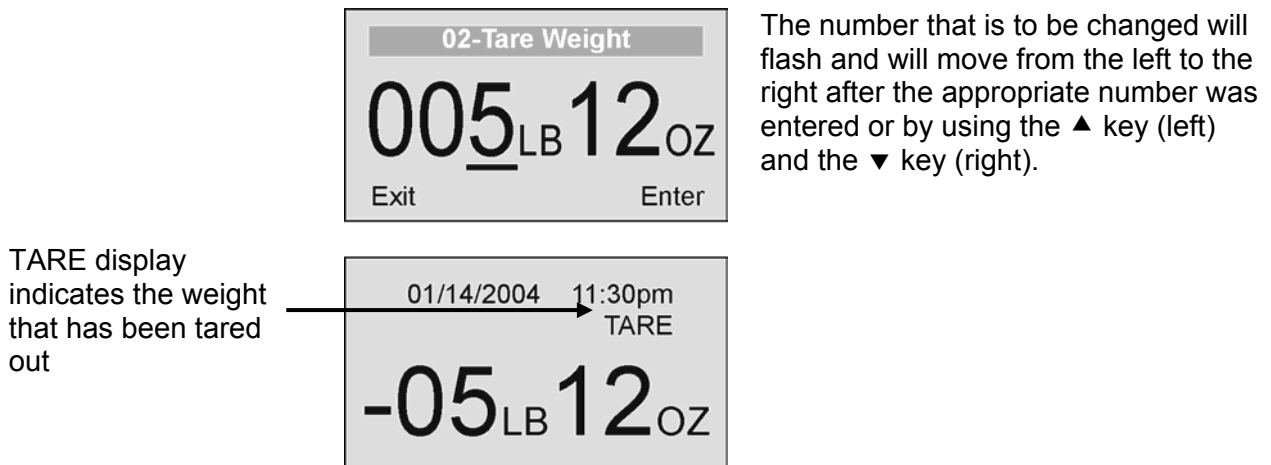 02-Tare Weight
005LB 12OZ
Exit Enter
The number that is to be changed will
flash and will move from the left to the
right after the appropriate number was
entered or by using the ▲ key (left)
and the ▼ key (right).
TARE display
indicates the weight
that has been tared
out
01/14/2004 11:30pm
TARE
-05LB 12OZ